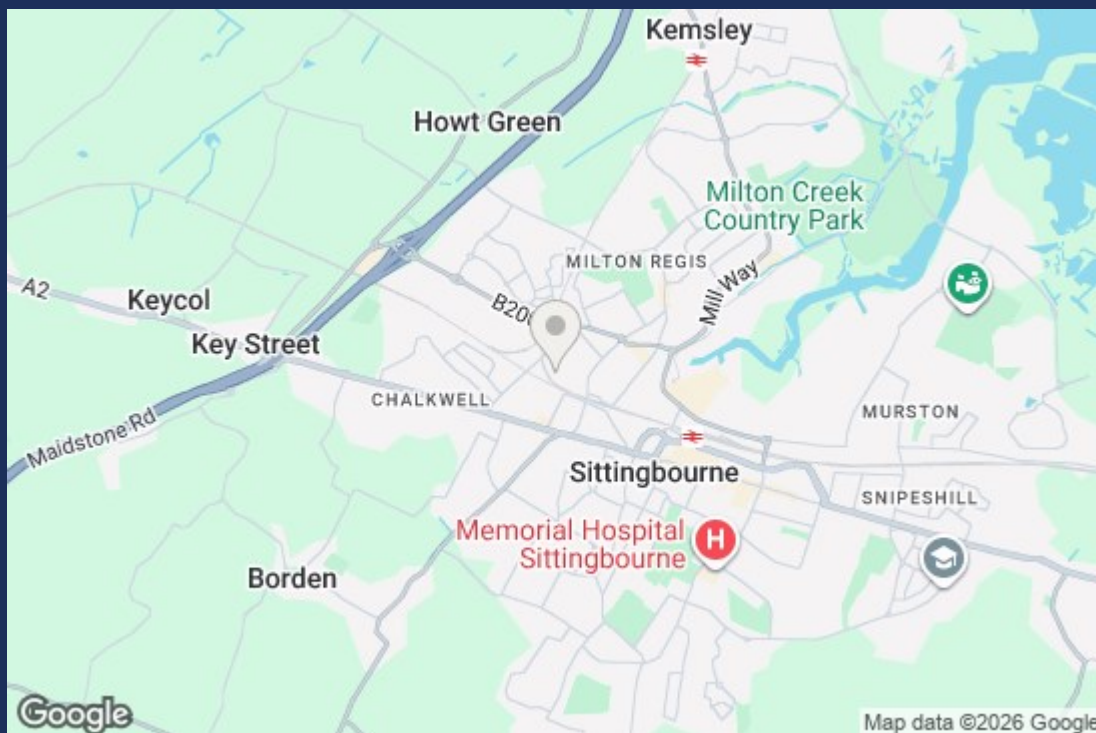 Kemsley
Howt Green
Milton Creek
Country Park
MILTON REGIS
A2
Keycol
Mill Way
Key Street
CHALKWELL
MURSTON
Maidstone Rd
Sittingbourne
SNIPESHILL
Memorial Hospital
Sittingbourne
H
Borden
Google
Map data ©2026 Google